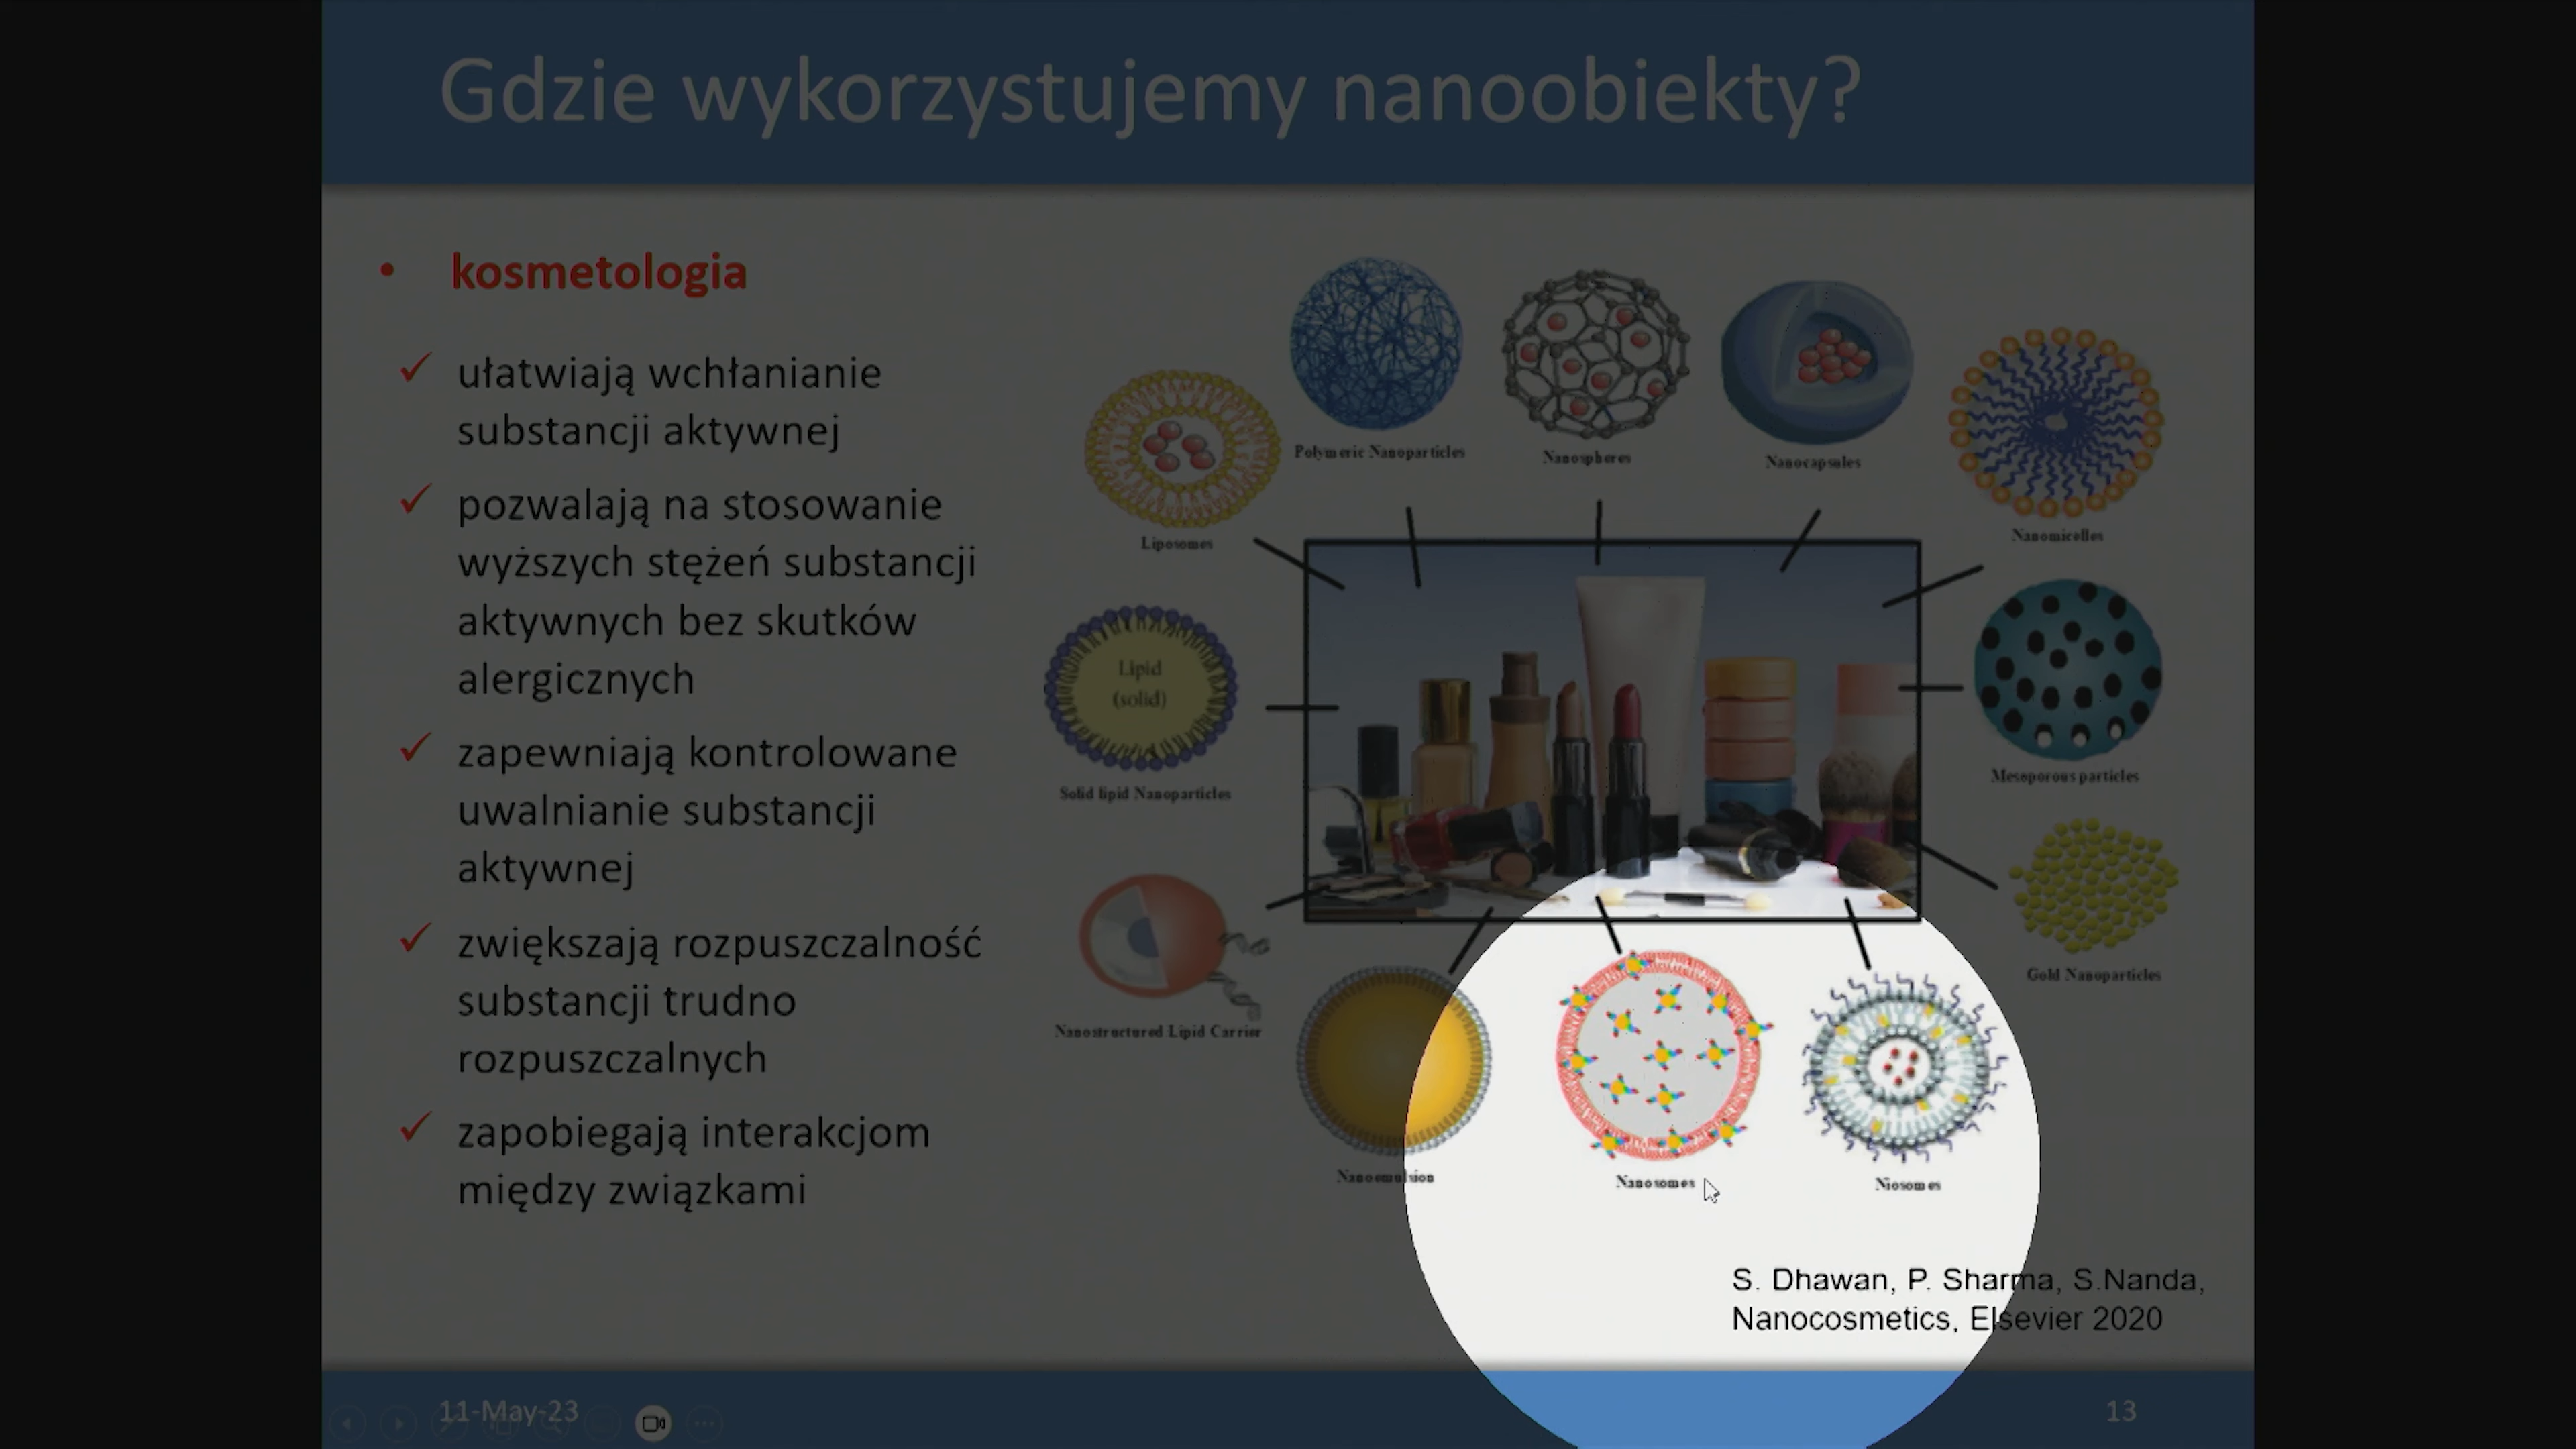 Gdzie wykorzystujemy nanoobiekty?
• kosmetologia
✓ ułatwiają wchłanianie
substancji aktywnej
✓ pozwalają na stosowanie
wyższych stężeń substancji
aktywnych bez skutków
alergicznych
✓ zapewniają kontrolowane
uwalnianie substancji
aktywnej
✓ zwiększają rozpuszczalność
substancji trudno
rozpuszczalnych
✓ zapobiegają interakcjom
między związkami
Liposomes
Polymeric Nanoparticles
Nanospheres
Nanocapsules
Nanomicelles
Lipid
(solid)
Solid lipid Nanoparticles
Mesoporous particles
Nanostructured Lipid Carrier
Gold Nanoparticles
Nanoemulsion
Nanosomes
Niosomes
S. Dhawan, P. Sharma, S.Nanda,
Nanocosmetics, Elsevier 2020
11-May-23
13